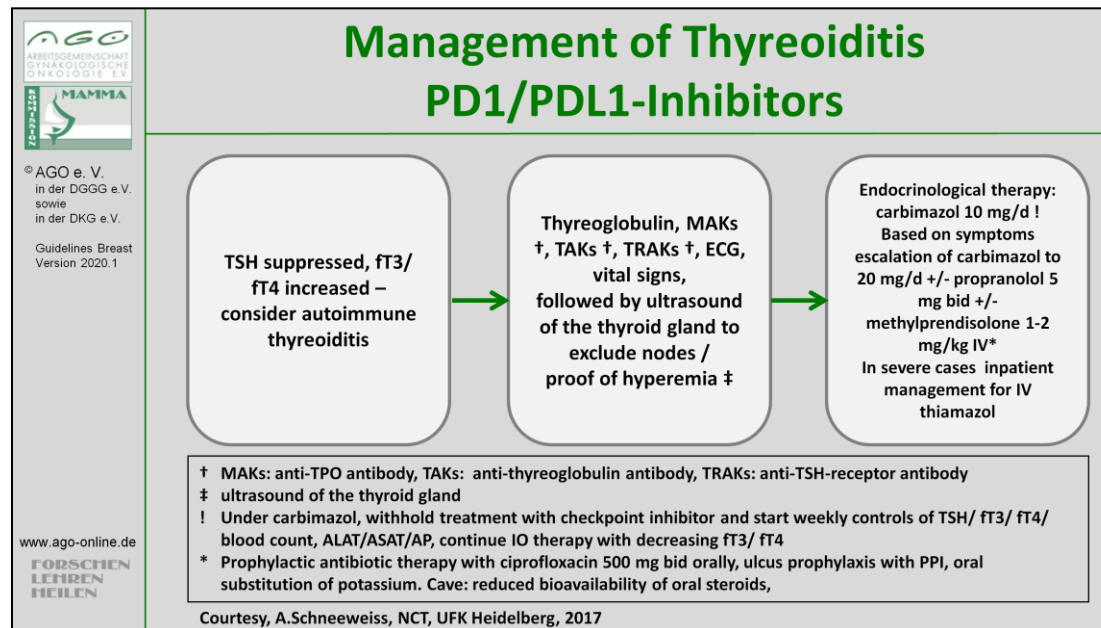 AGO
ARBEITSGEMEINSCHAFT
GYNÄKOLOGISCHE
ONKOLOGIE E.V.
KOMMISSION
MAMMA
© AGO e. V.
in der DGGG e.V.
sowie
in der DKG e.V.
Guidelines Breast
Version 2020.1
www.ago-online.de
FORSCHEN
LEHREN
HEILEN
Management of Thyreoiditis
PD1/PDL1-Inhibitors
TSH suppressed, fT3/
fT4 increased –
consider autoimmune
thyreoiditis
Thyreoglobulin, MAKs
†, TAKs †, TRAKs †, ECG,
vital signs,
followed by ultrasound
of the thyroid gland to
exclude nodes /
proof of hyperemia ‡
Endocrinological therapy:
carbimazol 10 mg/d !
Based on symptoms
escalation of carbimazol to
20 mg/d +/- propranolol 5
mg bid +/-
methylprendisolone 1-2
mg/kg IV*
In severe cases inpatient
management for IV
thiamazol
† MAKs: anti-TPO antibody, TAKs: anti-thyreoglobulin antibody, TRAKs: anti-TSH-receptor antibody
‡ ultrasound of the thyroid gland
! Under carbimazol, withhold treatment with checkpoint inhibitor and start weekly controls of TSH/ fT3/ fT4/
blood count, ALAT/ASAT/AP, continue IO therapy with decreasing fT3/ fT4
* Prophylactic antibiotic therapy with ciprofloxacin 500 mg bid orally, ulcus prophylaxis with PPI, oral
substitution of potassium. Cave: reduced bioavailability of oral steroids,
Courtesy, A.Schneeweiss, NCT, UFK Heidelberg, 2017